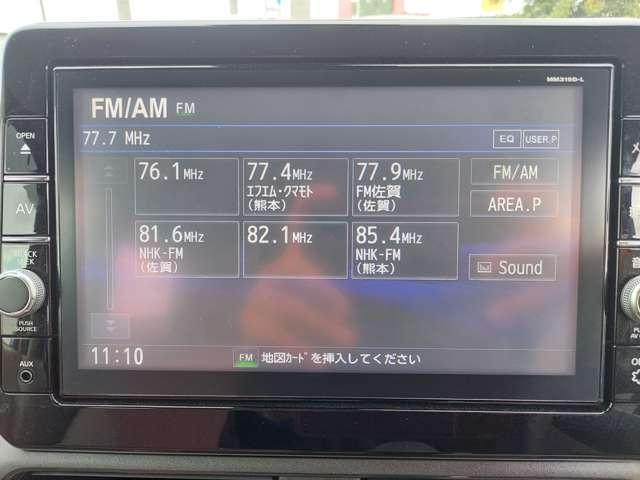 MM319D-L
FM/AM FM
77.7 MHz EQ USER.P
76.1MHz 77.4MHz 77.9MHz FM/AM
ｴﾌｴﾑ･ｸﾏﾓﾄ FM佐賀
(熊本) (佐賀) AREA.P
81.6MHz 82.1MHz 85.4MHz
NHK-FM NHK-FM Sound
(佐賀) (熊本)
11:10 FM 地図ｶｰﾄﾞを挿入してください
OPEN
AV
SEEK
PUSH
SOURCE
AUX